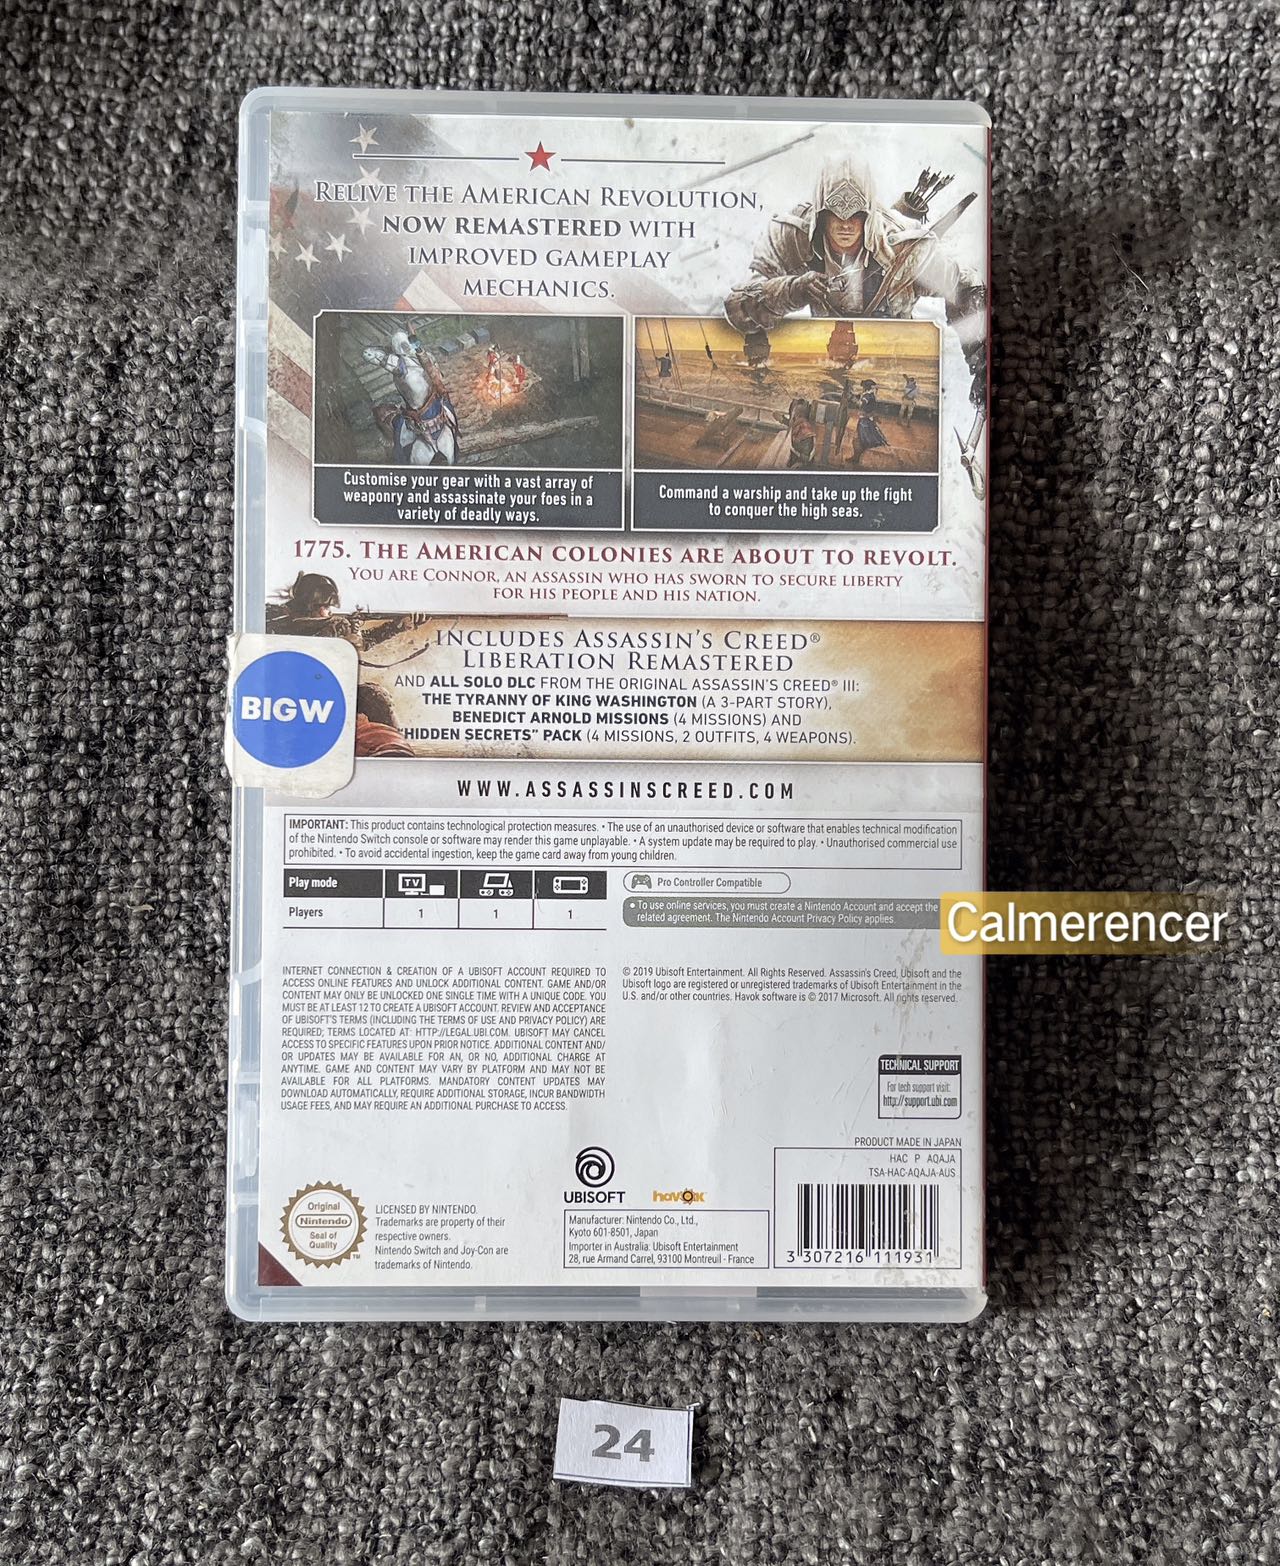 RELIVE THE AMERICAN REVOLUTION,
NOW REMASTERED WITH
IMPROVED GAMEPLAY
MECHANICS.
Customise your gear with a vast array of
weaponry and assassinate your foes in a
variety of deadly ways.
Command a warship and take up the fight
to conquer the high seas.
1775. THE AMERICAN COLONIES ARE ABOUT TO REVOLT.
YOU ARE CONNOR, AN ASSASSIN WHO HAS SWORN TO SECURE LIBERTY
FOR HIS PEOPLE AND HIS NATION.
INCLUDES ASSASSIN'S CREED®
LIBERATION REMASTERED
AND ALL SOLO DLC FROM THE ORIGINAL ASSASSIN'S CREED® III:
THE TYRANNY OF KING WASHINGTON (A 3-PART STORY),
BENEDICT ARNOLD MISSIONS (4 MISSIONS) AND
"HIDDEN SECRETS" PACK (4 MISSIONS, 2 OUTFITS, 4 WEAPONS).
BIGW
WWW.ASSASSINSCREED.COM
IMPORTANT: This product contains technological protection measures. • The use of an unauthorised device or software that enables technical modification
of the Nintendo Switch console or software may render this game unplayable. • A system update may be required to play. • Unauthorised commercial use
prohibited. • To avoid accidental ingestion, keep the game card away from young children.
Play mode
TV
Players 1 1 1
Pro Controller Compatible
• To use online services, you must create a Nintendo Account and accept the
related agreement. The Nintendo Account Privacy Policy applies.
Calmerencer
INTERNET CONNECTION & CREATION OF A UBISOFT ACCOUNT REQUIRED TO
ACCESS ONLINE FEATURES AND UNLOCK ADDITIONAL CONTENT. GAME AND/OR
CONTENT MAY ONLY BE UNLOCKED ONE SINGLE TIME WITH A UNIQUE CODE. YOU
MUST BE AT LEAST 12 TO CREATE A UBISOFT ACCOUNT. REVIEW AND ACCEPTANCE
OF UBISOFT'S TERMS (INCLUDING THE TERMS OF USE AND PRIVACY POLICY) ARE
REQUIRED; TERMS LOCATED AT: HTTP://LEGAL.UBI.COM. UBISOFT MAY CANCEL
ACCESS TO SPECIFIC FEATURES UPON PRIOR NOTICE. ADDITIONAL CONTENT AND/
OR UPDATES MAY BE AVAILABLE FOR AN, OR NO, ADDITIONAL CHARGE AT
ANYTIME. GAME AND CONTENT MAY VARY BY PLATFORM AND MAY NOT BE
AVAILABLE FOR ALL PLATFORMS. MANDATORY CONTENT UPDATES MAY
DOWNLOAD AUTOMATICALLY, REQUIRE ADDITIONAL STORAGE, INCUR BANDWIDTH
USAGE FEES, AND MAY REQUIRE AN ADDITIONAL PURCHASE TO ACCESS.
© 2019 Ubisoft Entertainment. All Rights Reserved. Assassin's Creed, Ubisoft and the
Ubisoft logo are registered or unregistered trademarks of Ubisoft Entertainment in the
U.S. and/or other countries. Havok software is © 2017 Microsoft. All rights reserved.
TECHNICAL SUPPORT
For tech support visit:
http://support.ubi.com
PRODUCT MADE IN JAPAN
HAC P AQAJA
TSA-HAC-AQAJA-AUS
3 307216 111931
UBISOFT
havok
Manufacturer: Nintendo Co., Ltd.,
Kyoto 601-8501, Japan
Importer in Australia: Ubisoft Entertainment
28, rue Armand Carrel, 93100 Montreuil - France
Original
Nintendo
Seal of
Quality
TM
LICENSED BY NINTENDO.
Trademarks are property of their
respective owners.
Nintendo Switch and Joy-Con are
trademarks of Nintendo.
24